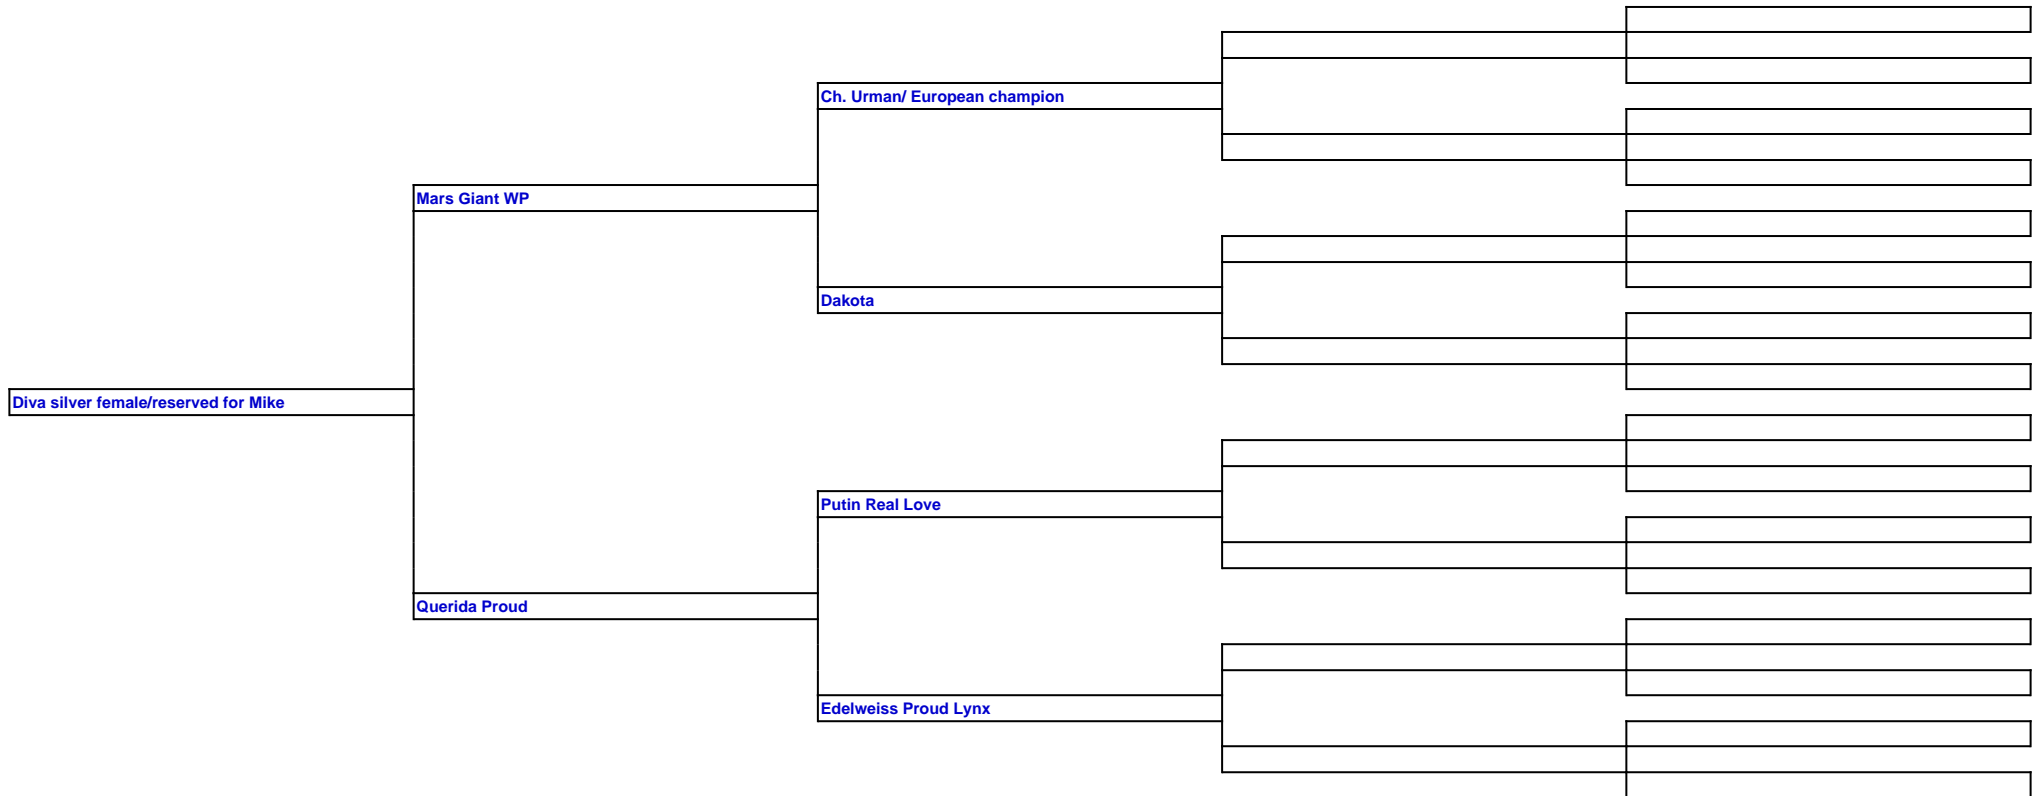 Ch. Urman/ European champion
Mars Giant WP
Dakota
Diva silver female/reserved for Mike
Putin Real Love
Querida Proud
Edelweiss Proud Lynx